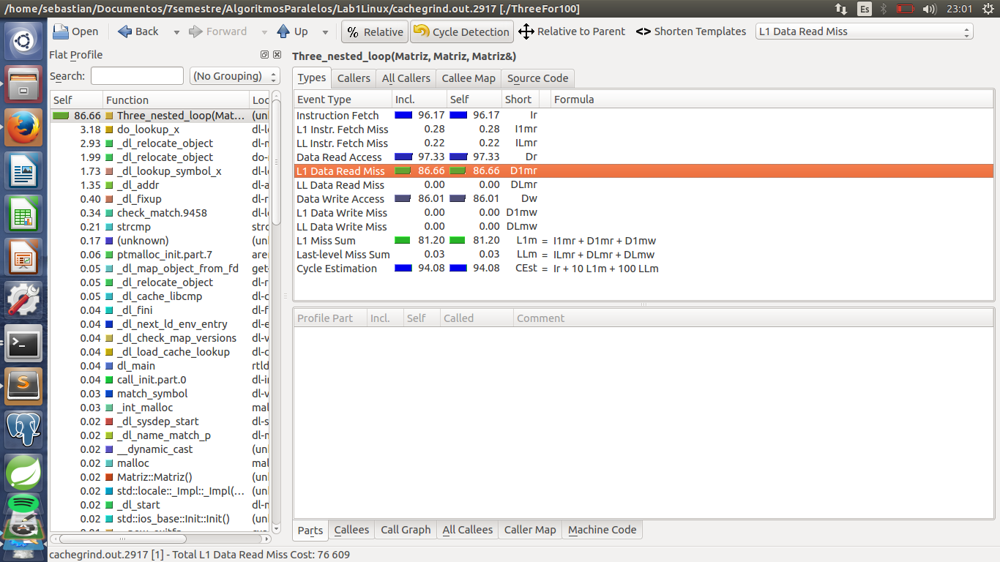 /home/sebastian/Documentos/7semestre/AlgoritmosParalelos/Lab1Linux/cachegrind.out.2917 [./ThreeFor100] Es 23:01
Open Back Forward Up % Relative Cycle Detection Relative to Parent <> Shorten Templates L1 Data Read Miss
Flat Profile
Search: (No Grouping)
Self Function Loc
86.66 Three_nested_loop(Mat... (unk
3.18 do_lookup_x dl-l
2.93 _dl_relocate_object dl-m
1.99 _dl_relocate_object do-r
1.73 _dl_lookup_symbol_x dl-lo
1.35 _dl_addr dl-a
0.40 _dl_fixup dl-r
0.34 check_match.9458 dl-lo
0.21 strcmp strc
0.17 (unknown) (unk
0.06 ptmalloc_init.part.7 aren
0.05 _dl_map_object_from_fd get-
0.05 _dl_relocate_object dl-r
0.05 _dl_cache_libcmp dl-c
0.04 _dl_fini dl-f
0.04 _dl_next_ld_env_entry dl-e
0.04 _dl_check_map_versions dl-v
0.04 _dl_load_cache_lookup dl-c
0.04 dl_main rtld
0.04 call_init.part.0 dl-in
0.03 match_symbol dl-v
0.03 _int_malloc mal
0.02 _dl_sysdep_start dl-s
0.02 _dl_name_match_p dl-m
0.02 __dynamic_cast (unk
0.02 malloc mal
0.02 Matriz::Matriz() (unk
0.02 std::locale::_Impl::_Impl(... (unk
0.02 _dl_start dl-m
0.02 std::ios_base::Init::Init() (unk
Three_nested_loop(Matriz, Matriz, Matriz&)
Types Callers All Callers Callee Map Source Code
Event Type Incl. Self Short Formula
Instruction Fetch 96.17 96.17 Ir
L1 Instr. Fetch Miss 0.28 0.28 I1mr
LL Instr. Fetch Miss 0.22 0.22 ILmr
Data Read Access 97.33 97.33 Dr
L1 Data Read Miss 86.66 86.66 D1mr
LL Data Read Miss 0.00 0.00 DLmr
Data Write Access 86.01 86.01 Dw
L1 Data Write Miss 0.00 0.00 D1mw
LL Data Write Miss 0.00 0.00 DLmw
L1 Miss Sum 81.20 81.20 L1m = I1mr + D1mr + D1mw
Last-level Miss Sum 0.03 0.03 LLm = ILmr + DLmr + DLmw
Cycle Estimation 94.08 94.08 CEst = Ir + 10 L1m + 100 LLm
Profile Part Incl. Self Called Comment
Parts Callees Call Graph All Callees Caller Map Machine Code
cachegrind.out.2917 [1] - Total L1 Data Read Miss Cost: 76 609